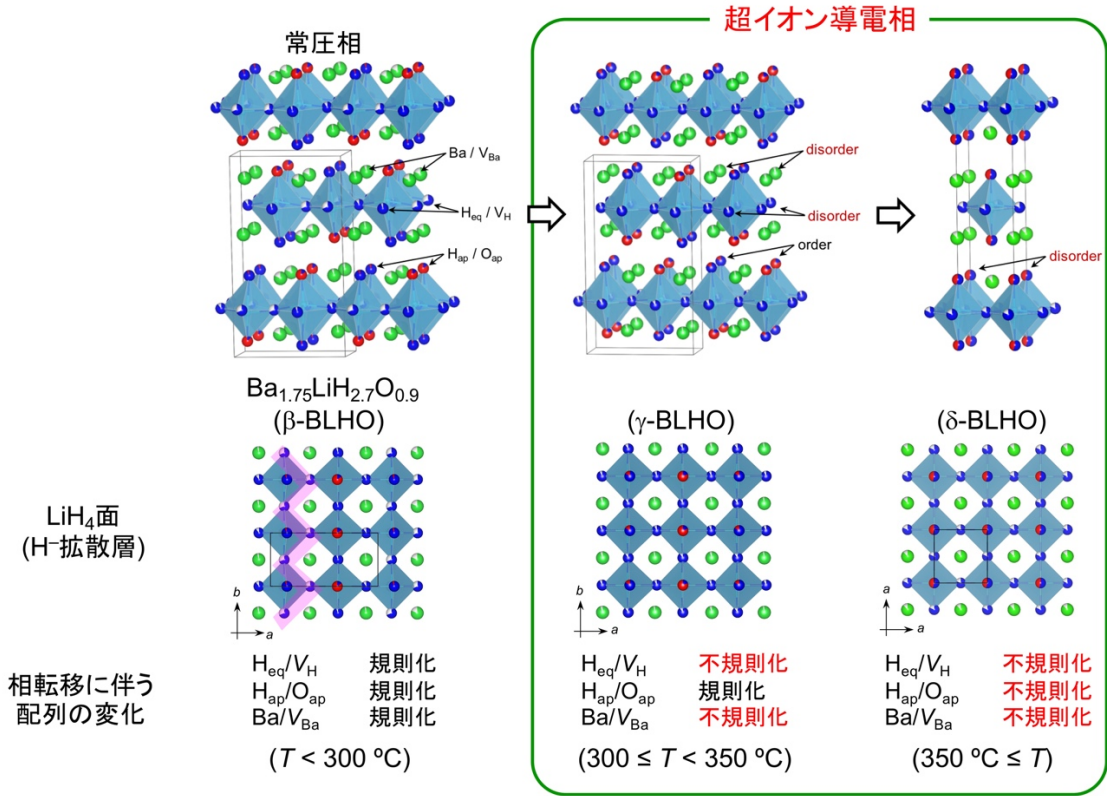 超イオン導電相
常圧相
Ba / V_Ba
H_eq / V_H
H_ap / O_ap
disorder
disorder
order
disorder
Ba₁.₇₅LiH₂.₇O₀.₉
(β-BLHO)
(γ-BLHO)
(δ-BLHO)
LiH₄面
(H⁻拡散層)
b
a
b
a
a
a
相転移に伴う
配列の変化
H_eq/V_H 規則化
H_ap/O_ap 規則化
Ba/V_Ba 規則化
(T < 300 ºC)
H_eq/V_H 不規則化
H_ap/O_ap 規則化
Ba/V_Ba 不規則化
(300 ≤ T < 350 ºC)
H_eq/V_H 不規則化
H_ap/O_ap 不規則化
Ba/V_Ba 不規則化
(350 ºC ≤ T)